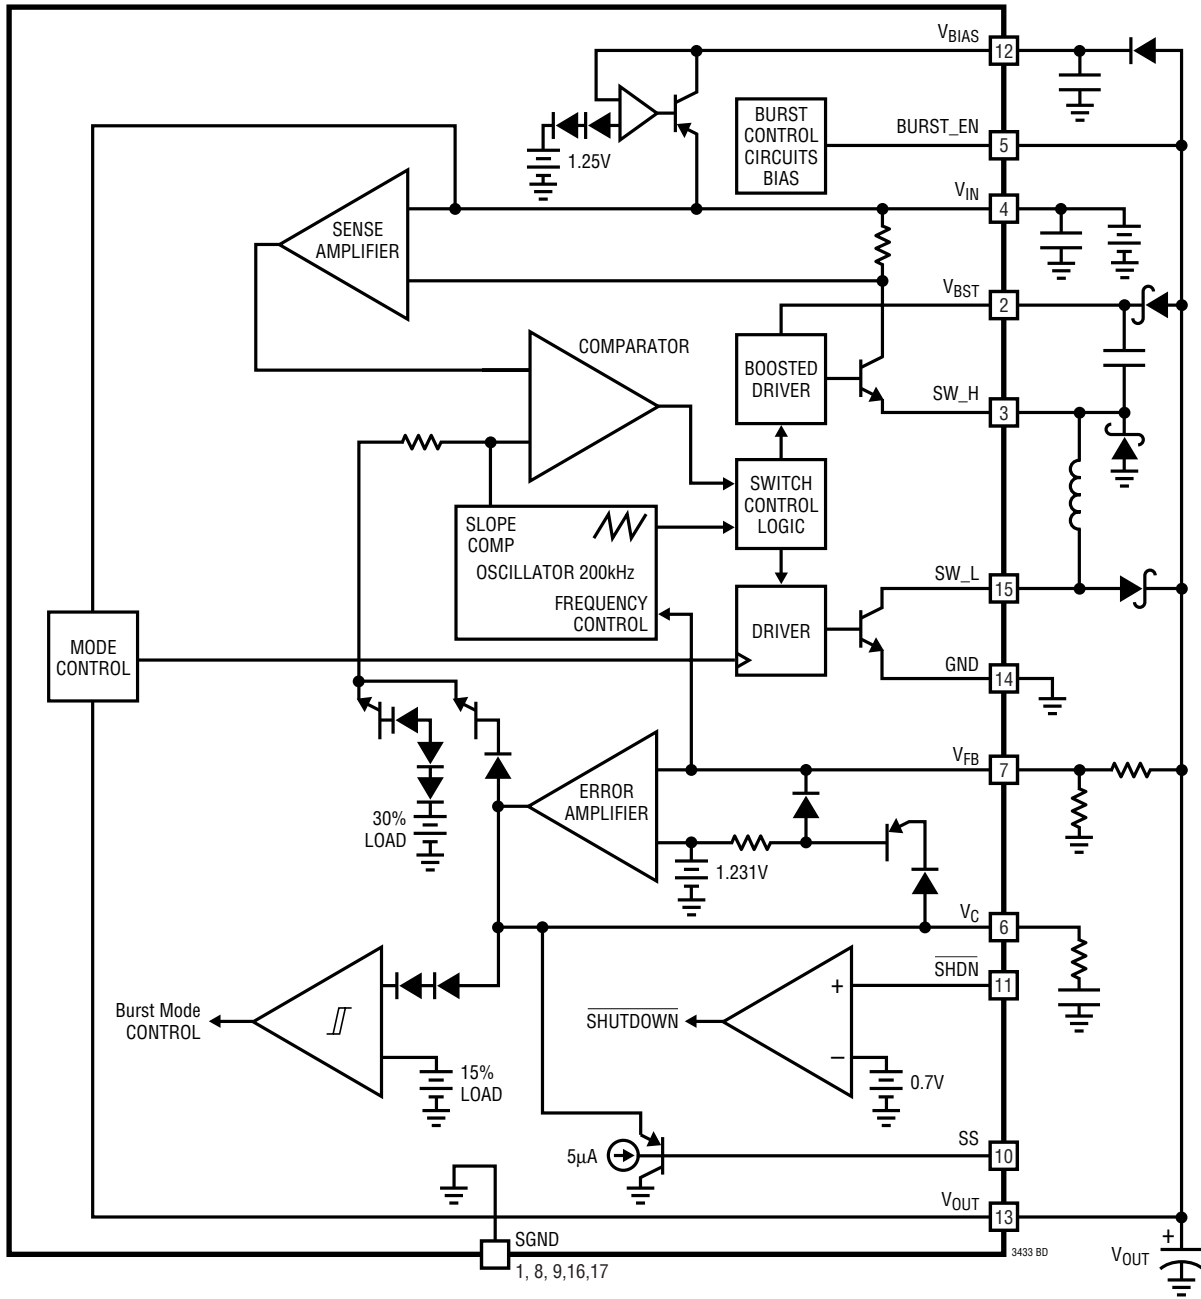 VBIAS
12
BURST
CONTROL
CIRCUITS
BIAS
BURST_EN
5
1.25V
VIN
4
SENSE
AMPLIFIER
VBST
2
COMPARATOR
BOOSTED
DRIVER
SW_H
3
SWITCH
CONTROL
LOGIC
SLOPE
COMP
OSCILLATOR 200kHz
FREQUENCY
CONTROL
SW_L
15
DRIVER
MODE
CONTROL
GND
14
VFB
7
ERROR
AMPLIFIER
30%
LOAD
1.231V
VC
6
SHDN
11
+
–
Burst Mode
CONTROL
SHUTDOWN
15%
LOAD
0.7V
SS
10
5µA
VOUT
13
SGND
1, 8, 9,16,17
3433 BD
+
VOUT